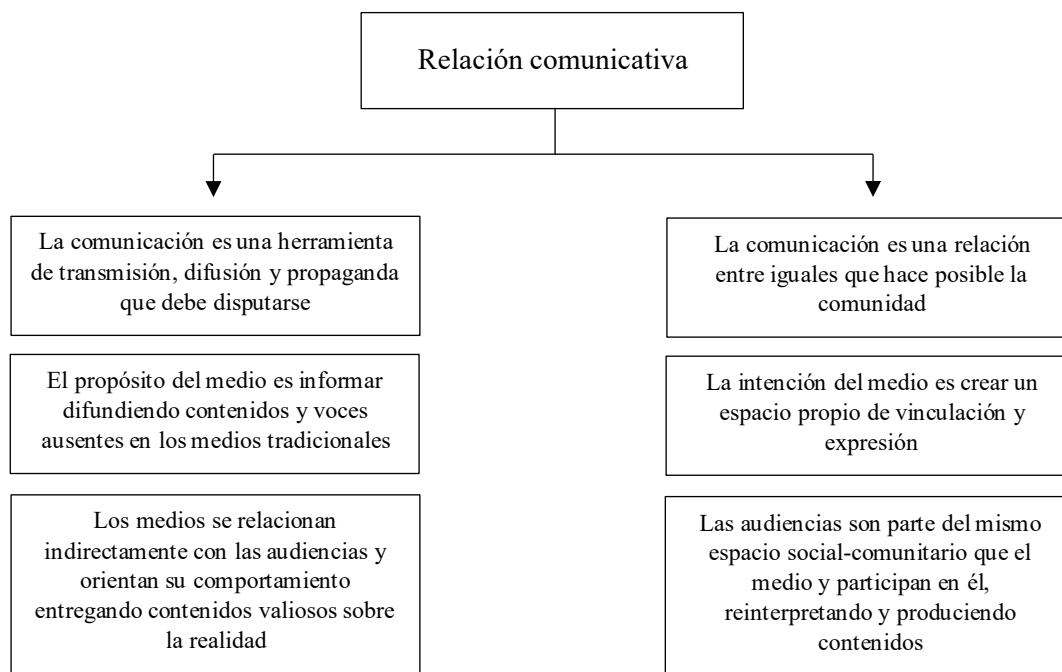 Relación comunicativa
La comunicación es una herramienta
de transmisión, difusión y propaganda
que debe disputarse
El propósito del medio es informar
difundiendo contenidos y voces
ausentes en los medios tradicionales
Los medios se relacionan
indirectamente con las audiencias y
orientan su comportamiento
entregando contenidos valiosos sobre
la realidad
La comunicación es una relación
entre iguales que hace posible la
comunidad
La intención del medio es crear un
espacio propio de vinculación y
expresión
Las audiencias son parte del mismo
espacio social-comunitario que el
medio y participan en él,
reinterpretando y produciendo
contenidos